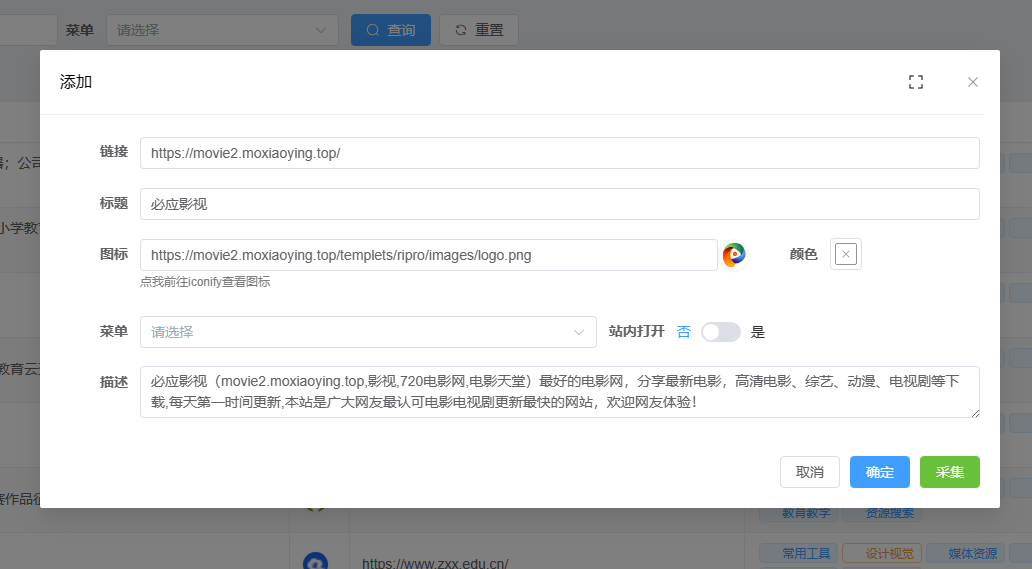 菜单 请选择 查询 重置
添加
链接 https://movie2.moxiaoying.top/
标题 必应影视
图标 https://movie2.moxiaoying.top/templets/ripro/images/logo.png 颜色
点我前往iconify查看图标
菜单 请选择 站内打开 否 是
描述 必应影视（movie2.moxiaoying.top,影视,720电影网,电影天堂）最好的电影网，分享最新电影，高清电影、综艺、动漫、电视剧等下
载,每天第一时间更新,本站是广大网友最认可电影电视剧更新最快的网站，欢迎网友体验！
取消 确定 采集
；公司
小学教
教育云
赛作品征
教育教学 资源搜索
常用工具 设计视觉 媒体资源
https://www.zxx.edu.cn/